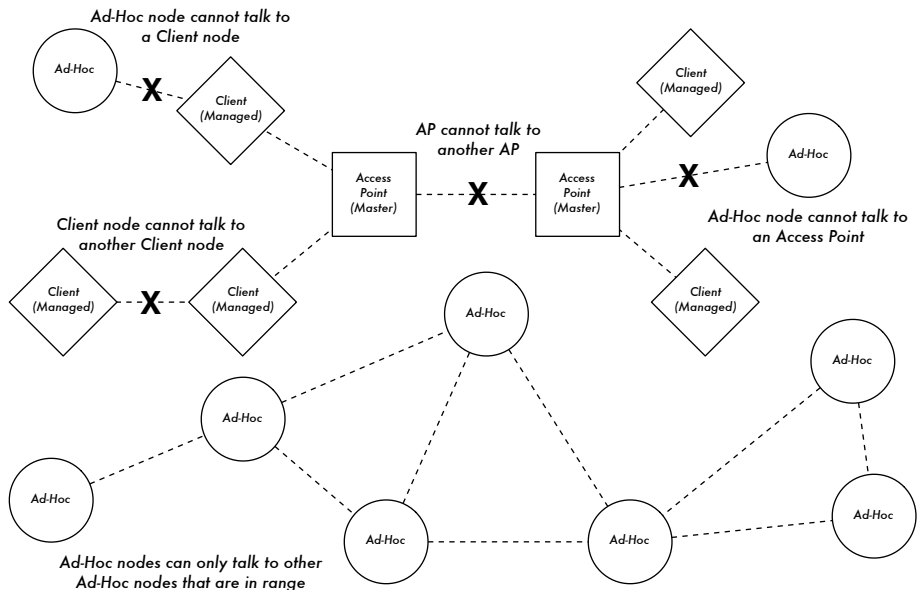 Ad-Hoc node cannot talk to
a Client node
Ad-Hoc
X
Client
(Managed)
Client
(Managed)
AP cannot talk to
another AP
Access
Point
(Master)
X
Access
Point
(Master)
X
Ad-Hoc
Ad-Hoc node cannot talk to
an Access Point
Client node cannot talk to
another Client node
Client
(Managed)
X
Client
(Managed)
Client
(Managed)
Ad-Hoc
Ad-Hoc
Ad-Hoc
Ad-Hoc
Ad-Hoc
Ad-Hoc
Ad-Hoc
Ad-Hoc nodes can only talk to other
Ad-Hoc nodes that are in range